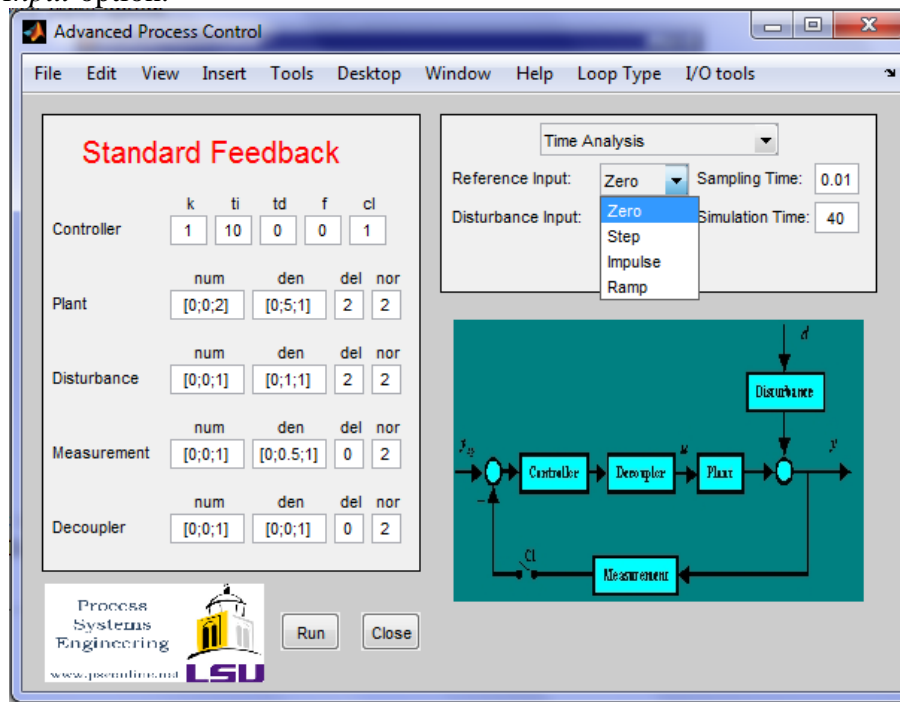 Input option.
Advanced Process Control
File Edit View Insert Tools Desktop Window Help Loop Type I/O tools
Standard Feedback
k ti td f cl
Controller 1 10 0 0 1
num den del nor
Plant [0;0;2] [0;5;1] 2 2
num den del nor
Disturbance [0;0;1] [0;1;1] 2 2
num den del nor
Measurement [0;0;1] [0;0.5;1] 0 2
num den del nor
Decoupler [0;0;1] [0;0;1] 0 2
Process
Systems
Engineering
www.pseonline.net
LSU
Run Close
Time Analysis
Reference Input: Zero Sampling Time: 0.01
Disturbance Input: Simulation Time: 40
Zero
Step
Impulse
Ramp
d
Disturbance
y
Controller Decoupler u Plant
Cl
Measurement